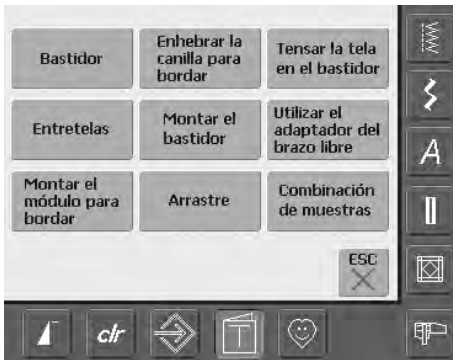 Bastidor
Enhebrar la
canilla para
bordar
Tensar la tela
en el bastidor
Entretelas
Montar el
bastidor
Utilizar el
adaptador del
brazo libre
Montar el
módulo para
bordar
Arrastre
Combinación
de muestras
ESC
A
clr
T